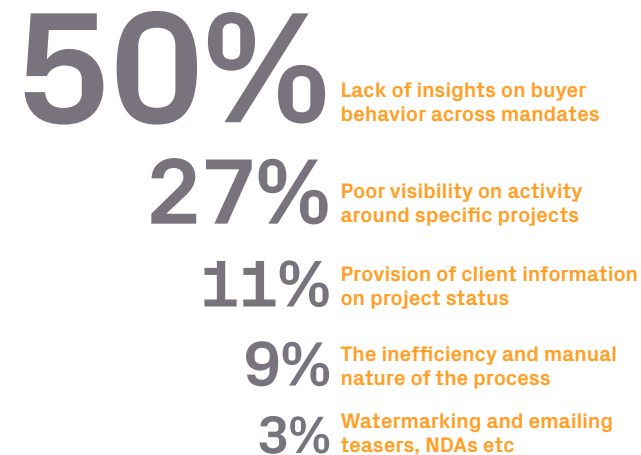 50%
Lack of insights on buyer
behavior across mandates
27%
Poor visibility on activity
around specific projects
11%
Provision of client information
on project status
9%
The inefficiency and manual
nature of the process
3%
Watermarking and emailing
teasers, NDAs etc